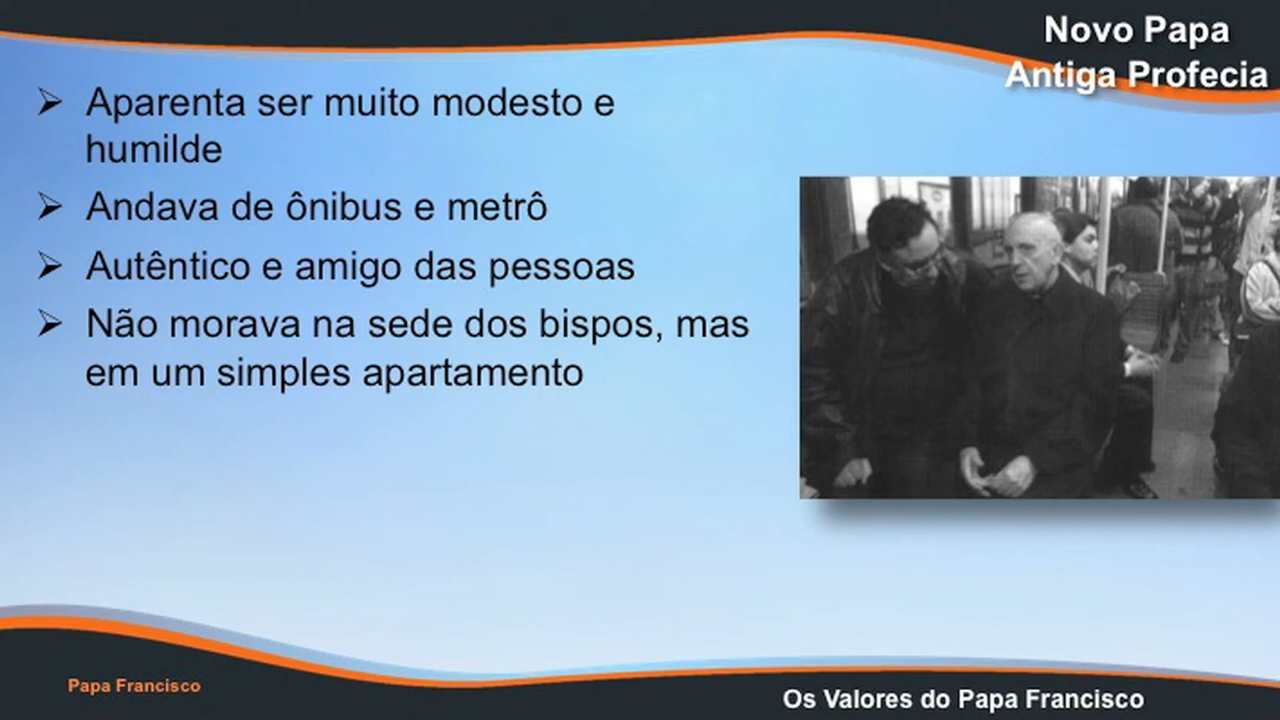 Novo Papa
Antiga Profecia
➢ Aparenta ser muito modesto e
humilde
➢ Andava de ônibus e metrô
➢ Autêntico e amigo das pessoas
➢ Não morava na sede dos bispos, mas
em um simples apartamento
Papa Francisco
Os Valores do Papa Francisco